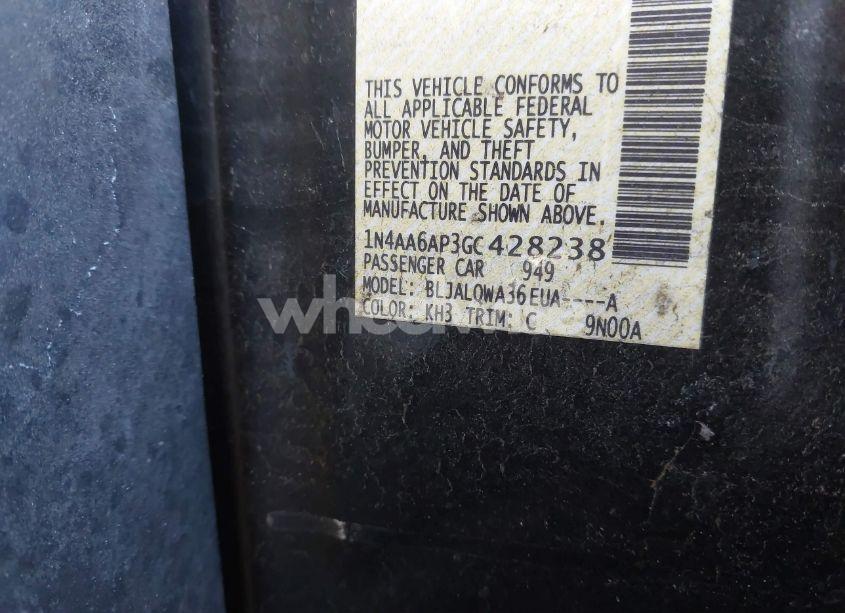 THIS VEHICLE CONFORMS TO
ALL APPLICABLE FEDERAL
MOTOR VEHICLE SAFETY,
BUMPER, AND THEFT
PREVENTION STANDARDS IN
EFFECT ON THE DATE OF
MANUFACTURE SHOWN ABOVE.
1N4AA6AP3GC428238
PASSENGER CAR 949
MODEL: BLJALQWA36EUA----A
COLOR: KH3 TRIM: C 9N00A